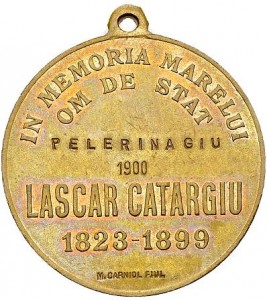 IN MEMORIA MARELUI
OM DE STAT
PELERINAGIU
1900
LASCAR CATARGIU
1823-1899
M. CARNIOL FIUL